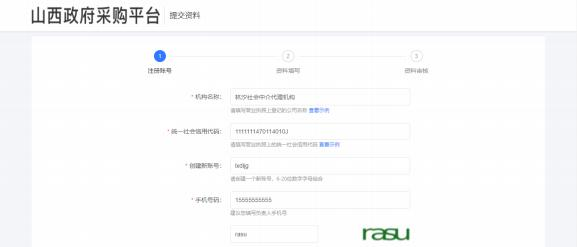 山西政府采购平台 提交资料
1 2 3
注册账号 资料填写 资料审核
* 机构名称： 林汐社会中介代理机构
请填写营业执照上登记的公司名称 查看示例
* 统一社会信用代码： 1111111470114010J
请填写营业执照上的统一社会信用代码 查看示例
* 创建新账号： lxdljg
请创建一个新账号，6-20位数字字母组合
* 手机号码： 15555555555
建议您填写负责人手机号
rasu rasu